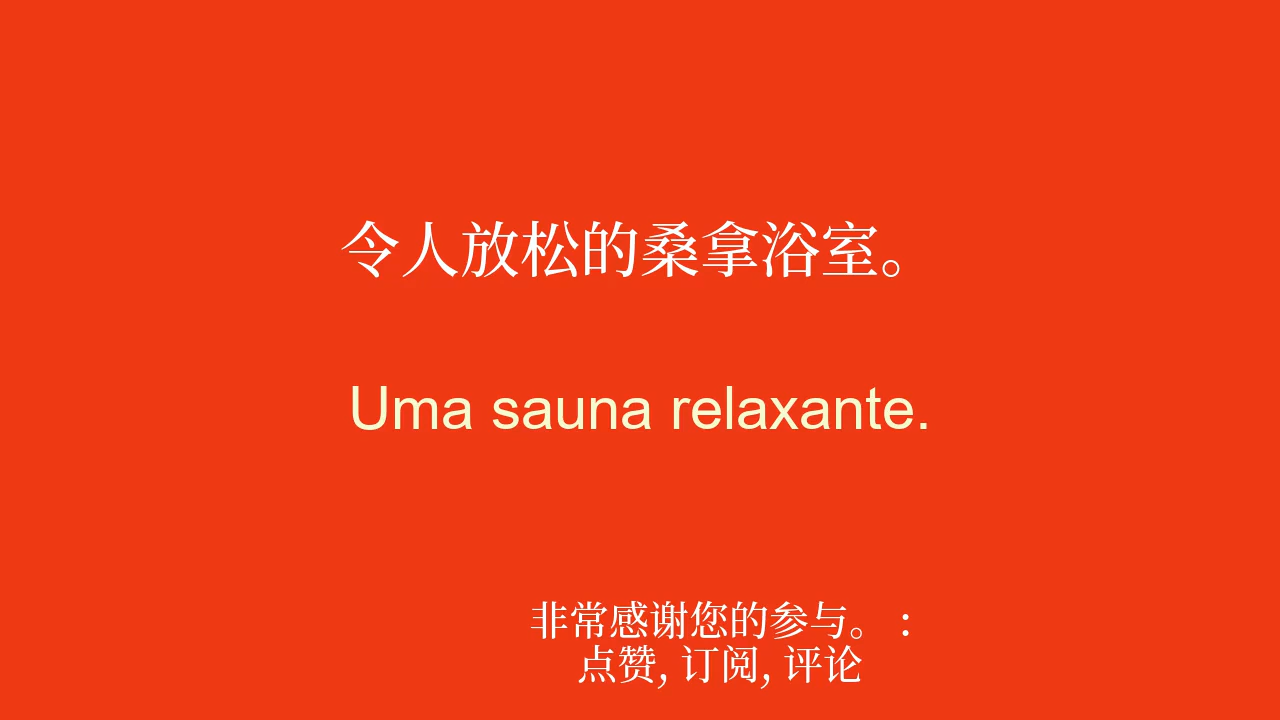 令人放松的桑拿浴室。
Uma sauna relaxante.
非常感谢您的参与。 :
点赞, 订阅, 评论